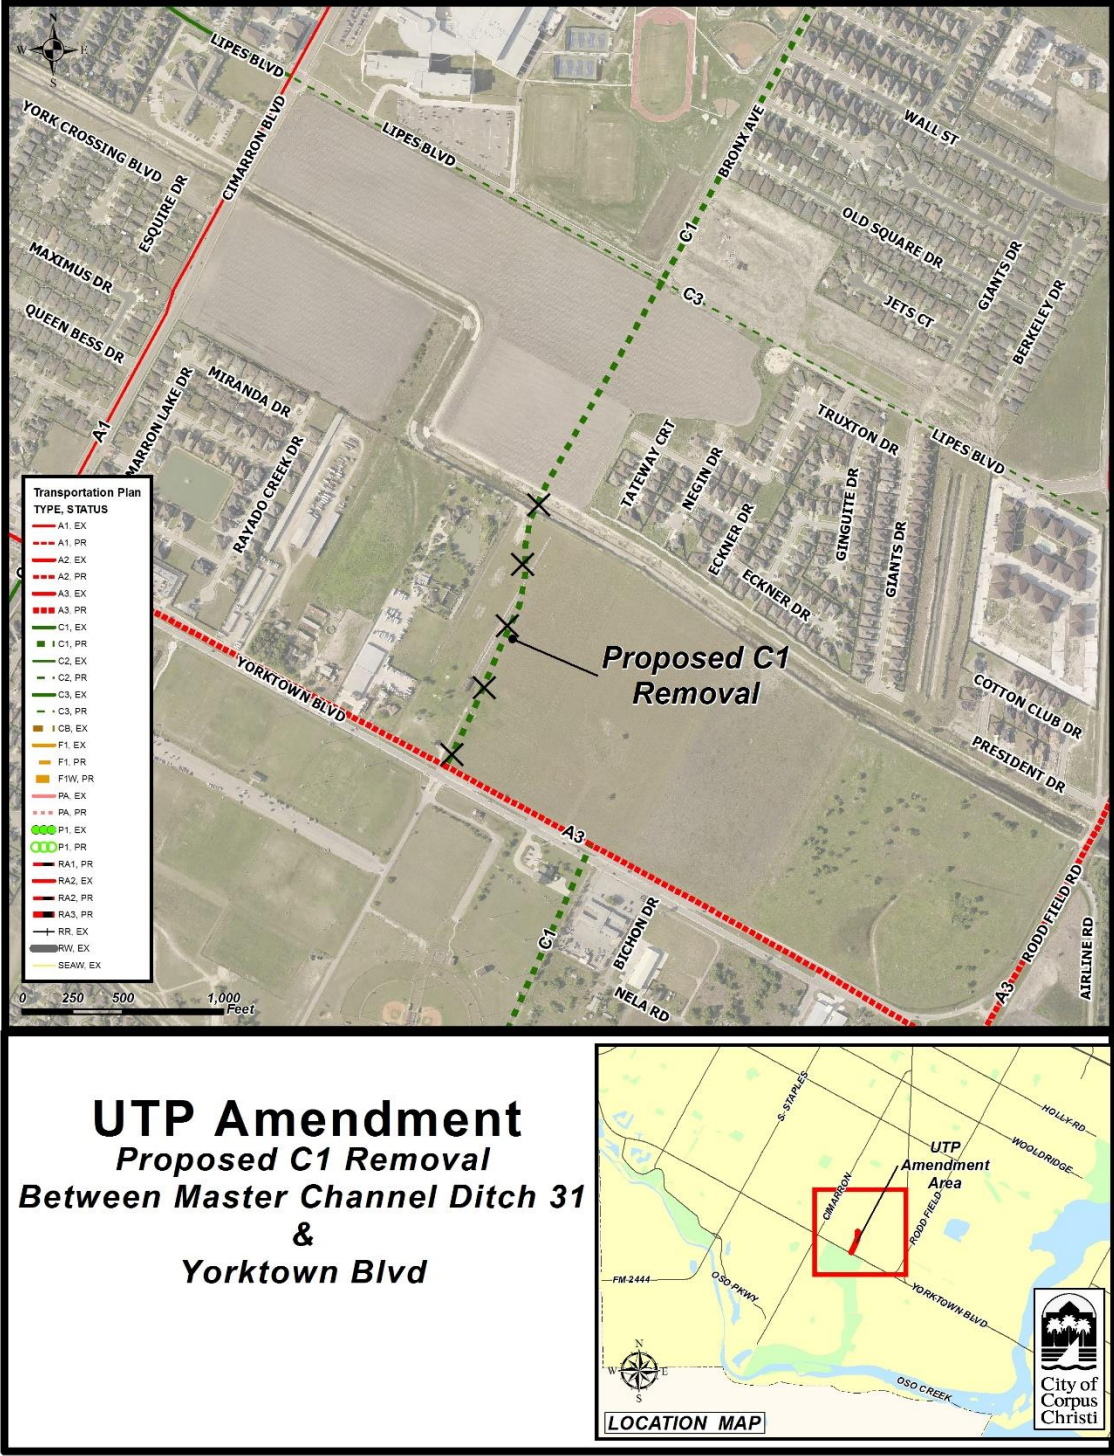 N
W E
S
LIPES BLVD
YORK CROSSING BLVD
CIMARRON BLVD
LIPES BLVD
BRONX AVE
WALL ST
ESQUIRE DR
OLD SQUARE DR
C1
MAXIMUS DR
GIANTS DR
C3
JETS CT
BERKELEY DR
QUEEN BESS DR
MIRANDA DR
A1
MARRON LAKE DR
TRUXTON DR
LIPES BLVD
TATEWAY CRT
NEGIN DR
RAYADO CREEK DR
GINGUITE DR
ECKNER DR
GIANTS DR
ECKNER DR
Transportation Plan
TYPE, STATUS
A1, EX
A1, PR
A2, EX
A2, PR
A3, EX
A3, PR
C1, EX
C1, PR
C2, EX
C2, PR
C3, EX
C3, PR
CB, EX
F1, EX
F1, PR
F1W, PR
PA, EX
PA, PR
P1, EX
P1, PR
RA1, PR
RA2, EX
RA2, PR
RA3, PR
RR, EX
RW, EX
SEAW, EX
Proposed C1
Removal
YORKTOWN BLVD
COTTON CLUB DR
PRESIDENT DR
A3
RODD FIELD RD
BICHON DR
C1
AIRLINE RD
NELA RD
A3
0 250 500 1,000
Feet
UTP Amendment
Proposed C1 Removal
Between Master Channel Ditch 31
&
Yorktown Blvd
S. STAPLES
HOLLY RD
WOOLDRIDGE
UTP
Amendment
Area
CIMARRON
RODD FIELD
FM 2444
OSO PKWY
YORKTOWN BLVD
OSO CREEK
N
W E
S
LOCATION MAP
City of
Corpus
Christi